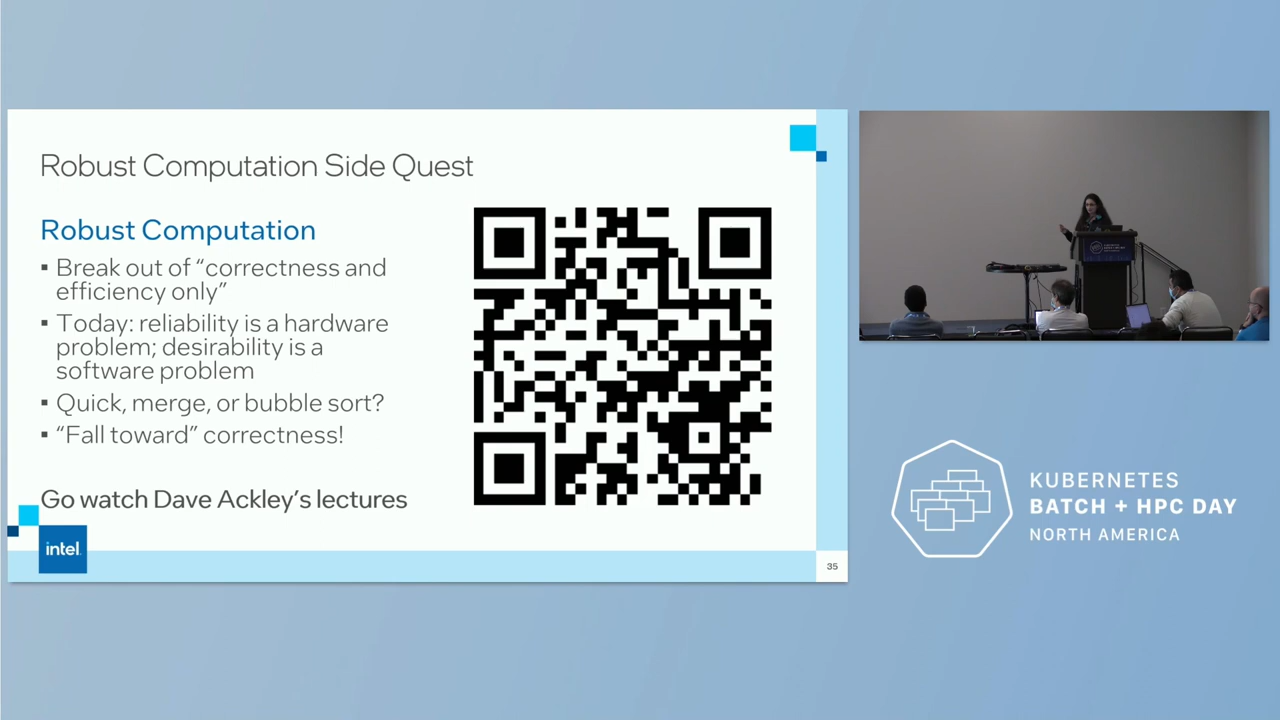 Robust Computation Side Quest
Robust Computation
▪ Break out of “correctness and
efficiency only”
▪ Today: reliability is a hardware
problem; desirability is a
software problem
▪ Quick, merge, or bubble sort?
▪ “Fall toward” correctness!
Go watch Dave Ackley’s lectures
intel.
35
KUBERNETES
BATCH + HPC DAY
NORTH AMERICA